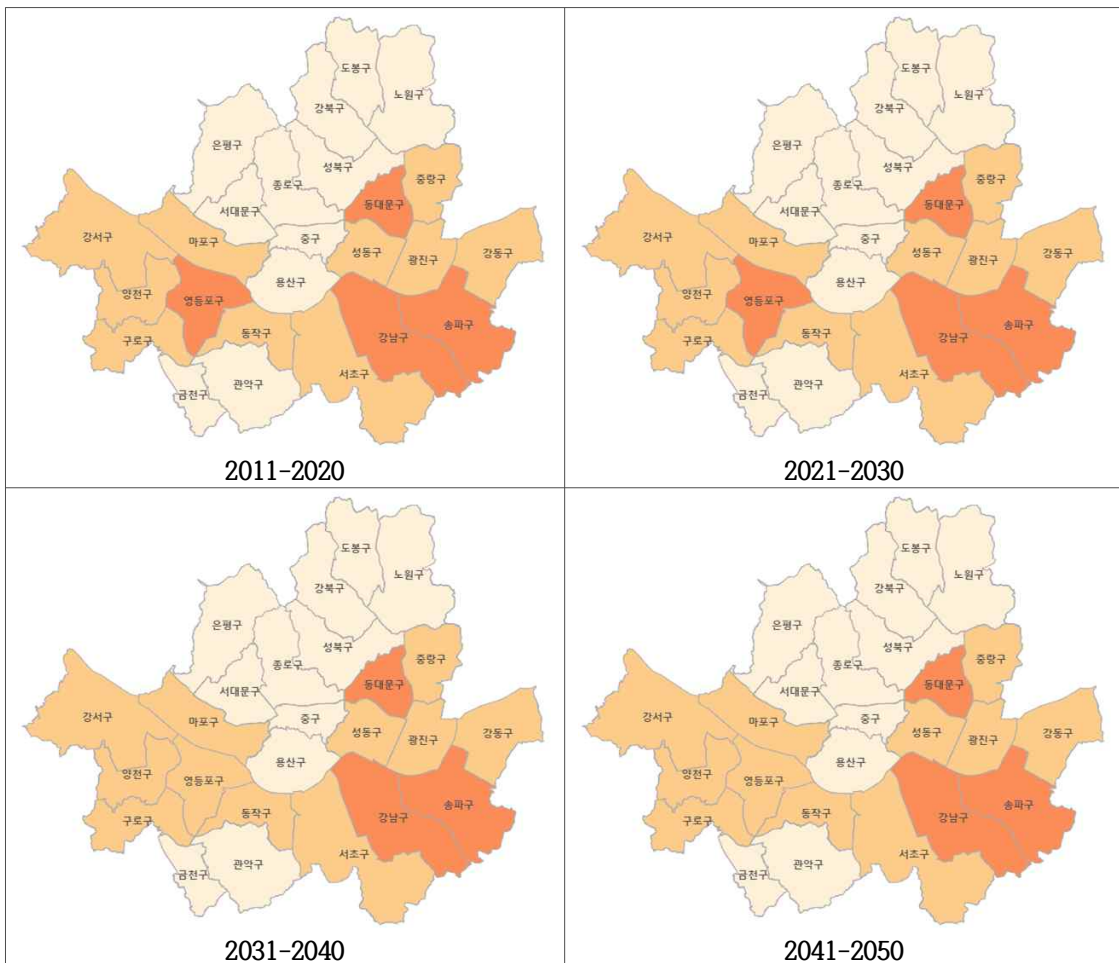 도봉구
노원구
강북구
은평구
성북구
중랑구
종로구
동대문구
서대문구
강서구
마포구
중구
성동구
광진구
강동구
용산구
양천구
영등포구
송파구
구로구
동작구
강남구
서초구
관악구
금천구
2011-2020
도봉구
노원구
강북구
은평구
성북구
중랑구
종로구
동대문구
서대문구
강서구
마포구
중구
성동구
광진구
강동구
용산구
양천구
영등포구
송파구
구로구
동작구
강남구
서초구
관악구
금천구
2021-2030
도봉구
노원구
강북구
은평구
성북구
중랑구
종로구
동대문구
서대문구
강서구
마포구
중구
성동구
광진구
강동구
용산구
양천구
영등포구
송파구
구로구
동작구
강남구
서초구
관악구
금천구
2031-2040
도봉구
노원구
강북구
은평구
성북구
중랑구
종로구
동대문구
서대문구
강서구
마포구
중구
성동구
광진구
강동구
용산구
양천구
영등포구
송파구
구로구
동작구
강남구
서초구
관악구
금천구
2041-2050